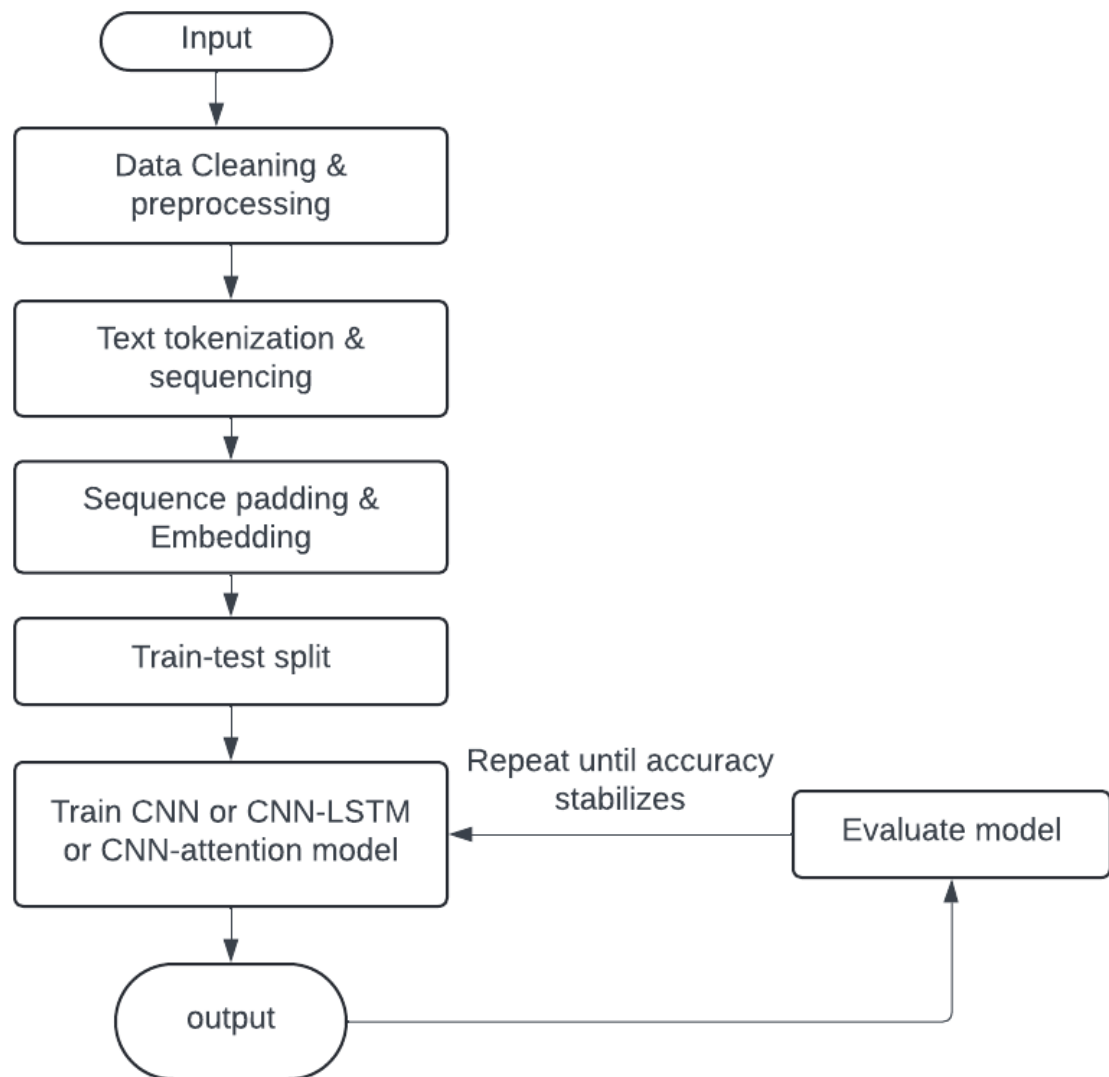 Input
Data Cleaning &
preprocessing
Text tokenization &
sequencing
Sequence padding &
Embedding
Train-test split
Train CNN or CNN-LSTM
or CNN-attention model
Repeat until accuracy
stabilizes
Evaluate model
output